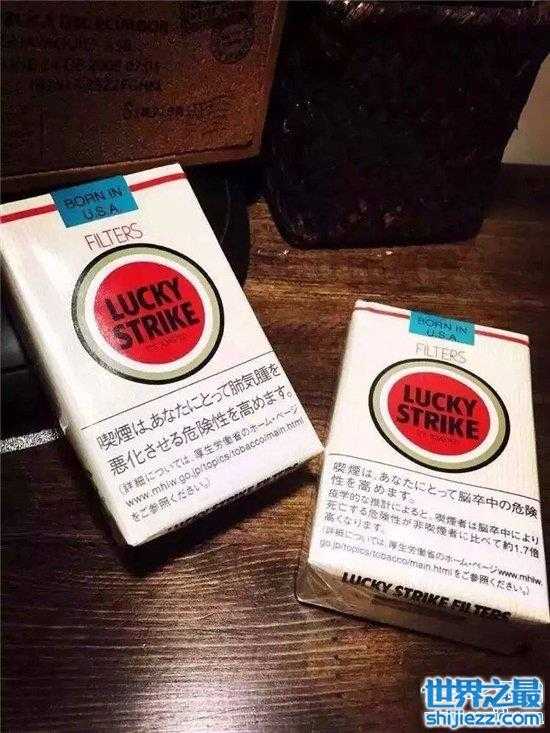 BORN IN
U.S.A
FILTERS
LUCKY
STRIKE
喫煙は、あなたにとって肺気腫を
悪化させる危険性を高めます。
(詳細については、厚生労働省のホーム・ページ
www.mhlw.go.jp/topics/tobacco/main.html
をご参照ください。)
BORN IN
U.S.A
FILTERS
LUCKY
STRIKE
喫煙は、あなたにとって脳卒中の危険
性を高めます。
疫学的な推計によると、喫煙者は脳卒中により
死亡する危険性が非喫煙者に比べて約1.7倍
高くなります。
(詳細については、厚生労働省のホーム・ページ www.mhlw.
go.jp/topics/tobacco/main.html をご参照ください。)
LUCKY STRIKE FILTERS
世界之最
shijiezz.com